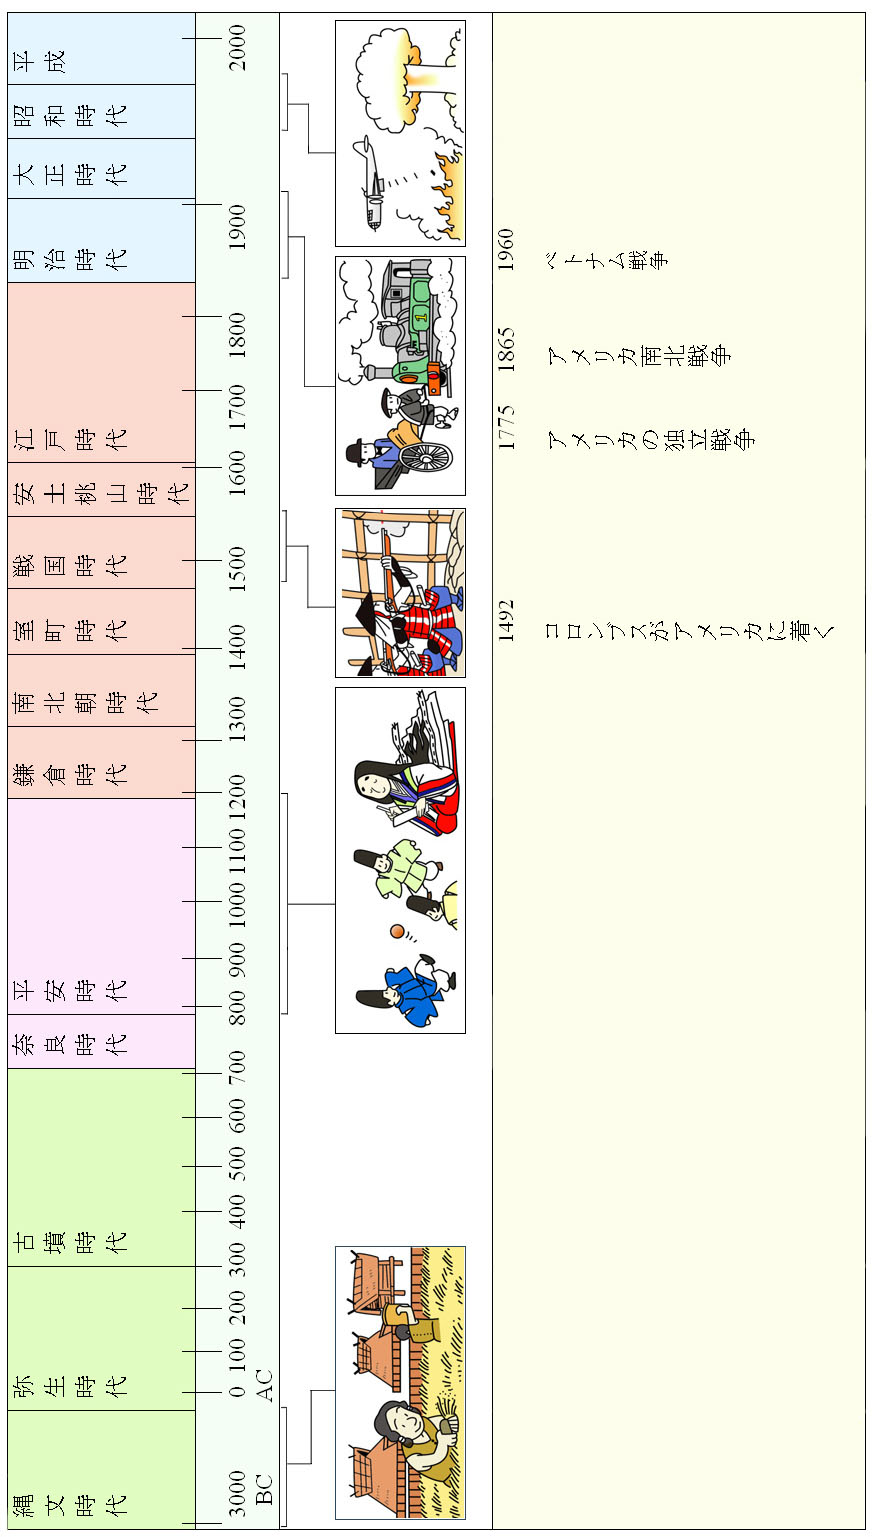 縄文時代
弥生時代
古墳時代
奈良時代
平安時代
鎌倉時代
南北朝時代
室町時代
戦国時代
安土桃山時代
江戸時代
明治時代
大正時代
昭和時代
平成
3000 0 100 200 300 400 500 600 700 800 900 1000 1100 1200 1300 1400 1500 1600 1700 1800 1900 2000
BC AC
1
1492 1775 1865 1960
コロンブスがアメリカに着く
アメリカの独立戦争
アメリカ南北戦争
ベトナム戦争